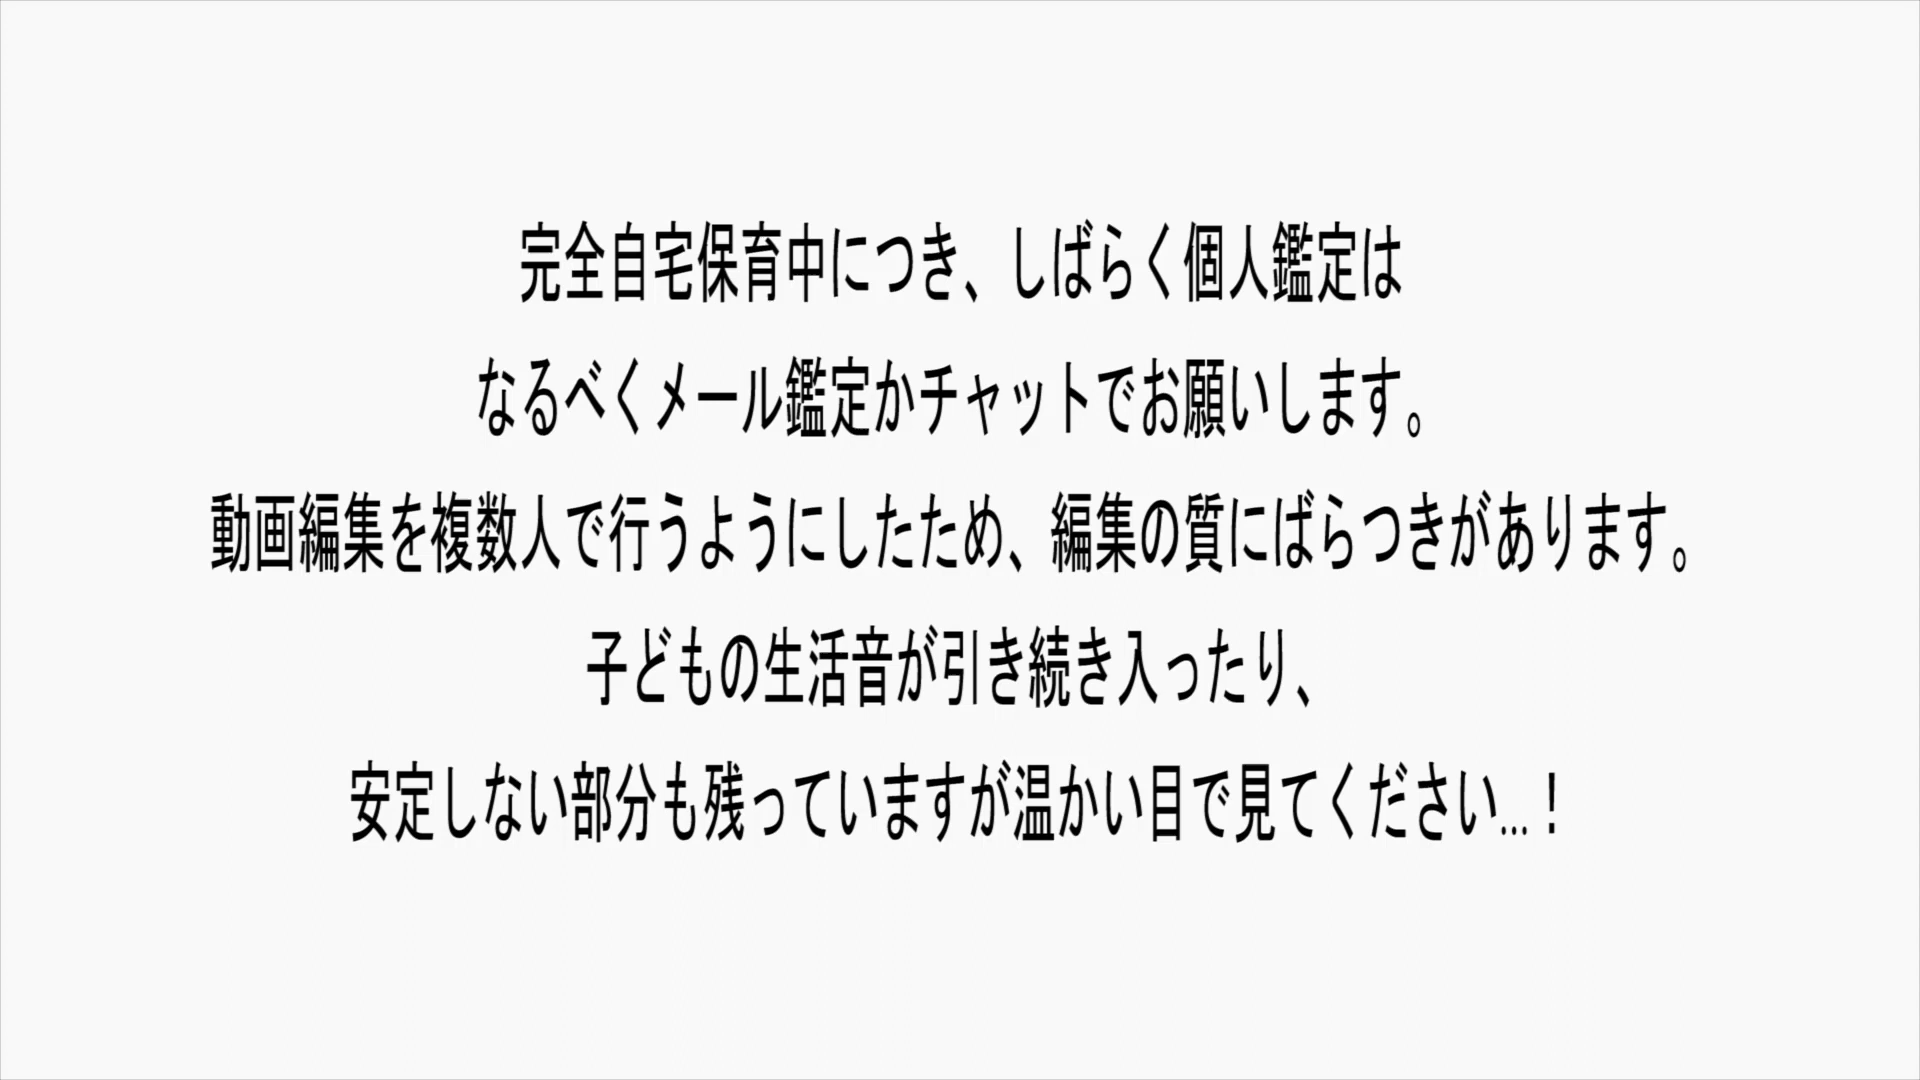 完全自宅保育中につき、しばらく個人鑑定は
なるべくメール鑑定かチャットでお願いします。
動画編集を複数人で行うようにしたため、編集の質にばらつきがあります。
子どもの生活音が引き続き入ったり、
安定しない部分も残っていますが温かい目で見てください...！